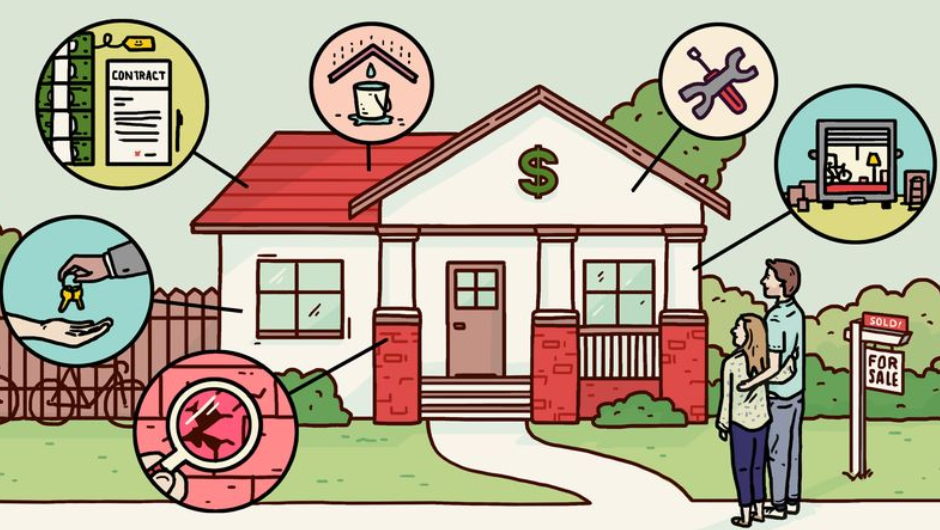 CONTRACT
$
SOLD!
FOR
SALE